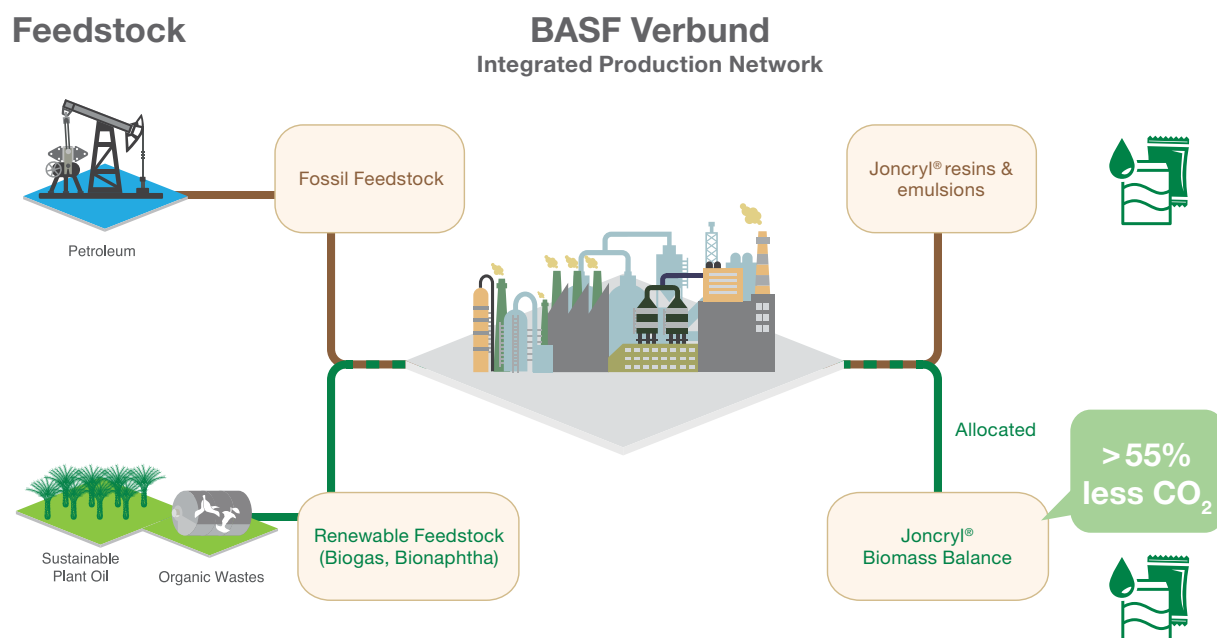 Feedstock
BASF Verbund
Integrated Production Network
Fossil Feedstock
Joncryl® resins &
emulsions
Petroleum
Allocated
> 55%
less CO₂
Sustainable
Plant Oil
Organic Wastes
Renewable Feedstock
(Biogas, Bionaphtha)
Joncryl®
Biomass Balance